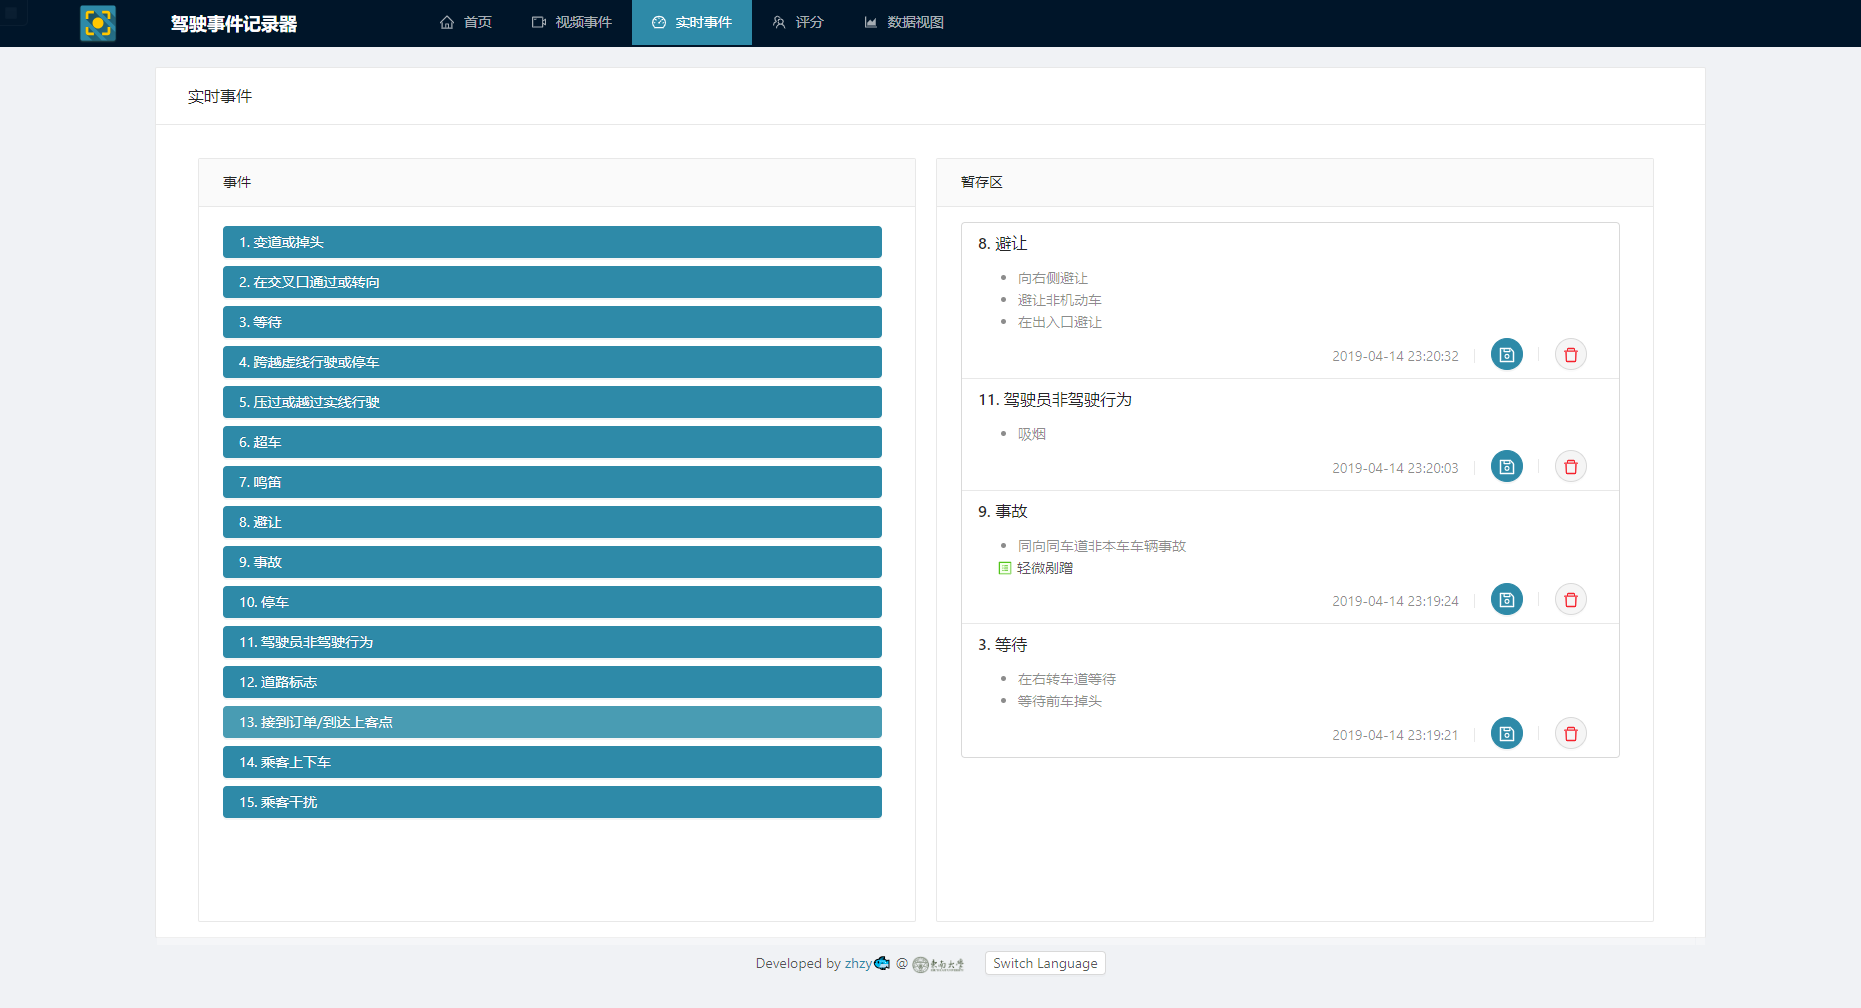 驾驶事件记录器
首页
视频事件
实时事件
评分
数据视图
实时事件
事件
1. 变道或掉头
2. 在交叉口通过或转向
3. 等待
4. 跨越虚线行驶或停车
5. 压过或越过实线行驶
6. 超车
7. 鸣笛
8. 避让
9. 事故
10. 停车
11. 驾驶员非驾驶行为
12. 道路标志
13. 接到订单/到达上客点
14. 乘客上下车
15. 乘客干扰
暂存区
8. 避让
向右侧避让
避让非机动车
在出入口避让
2019-04-14 23:20:32
11. 驾驶员非驾驶行为
吸烟
2019-04-14 23:20:03
9. 事故
同向同车道非本车车辆事故
轻微剐蹭
2019-04-14 23:19:24
3. 等待
在右转车道等待
等待前车掉头
2019-04-14 23:19:21
Developed by zhzy @ 东南大学
Switch Language